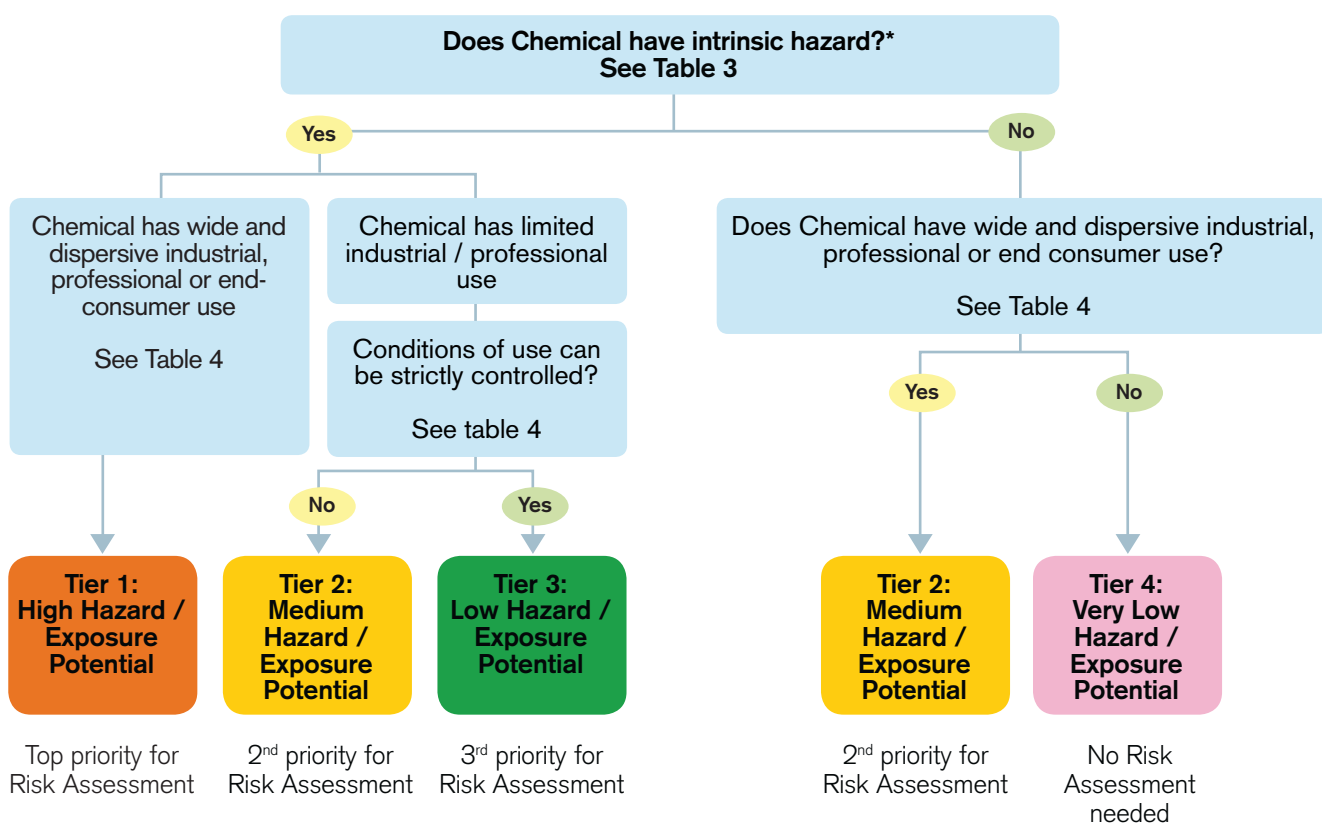 Does Chemical have intrinsic hazard?*
See Table 3
Yes
No
Chemical has wide and
dispersive industrial,
professional or end-
consumer use
See Table 4
Chemical has limited
industrial / professional
use
Conditions of use can
be strictly controlled?
See table 4
Does Chemical have wide and dispersive industrial,
professional or end consumer use?
See Table 4
No
Yes
Yes
No
Tier 1:
High Hazard /
Exposure
Potential
Tier 2:
Medium
Hazard /
Exposure
Potential
Tier 3:
Low Hazard /
Exposure
Potential
Tier 2:
Medium
Hazard /
Exposure
Potential
Tier 4:
Very Low
Hazard /
Exposure
Potential
Top priority for
Risk Assessment
2nd priority for
Risk Assessment
3rd priority for
Risk Assessment
2nd priority for
Risk Assessment
No Risk
Assessment
needed